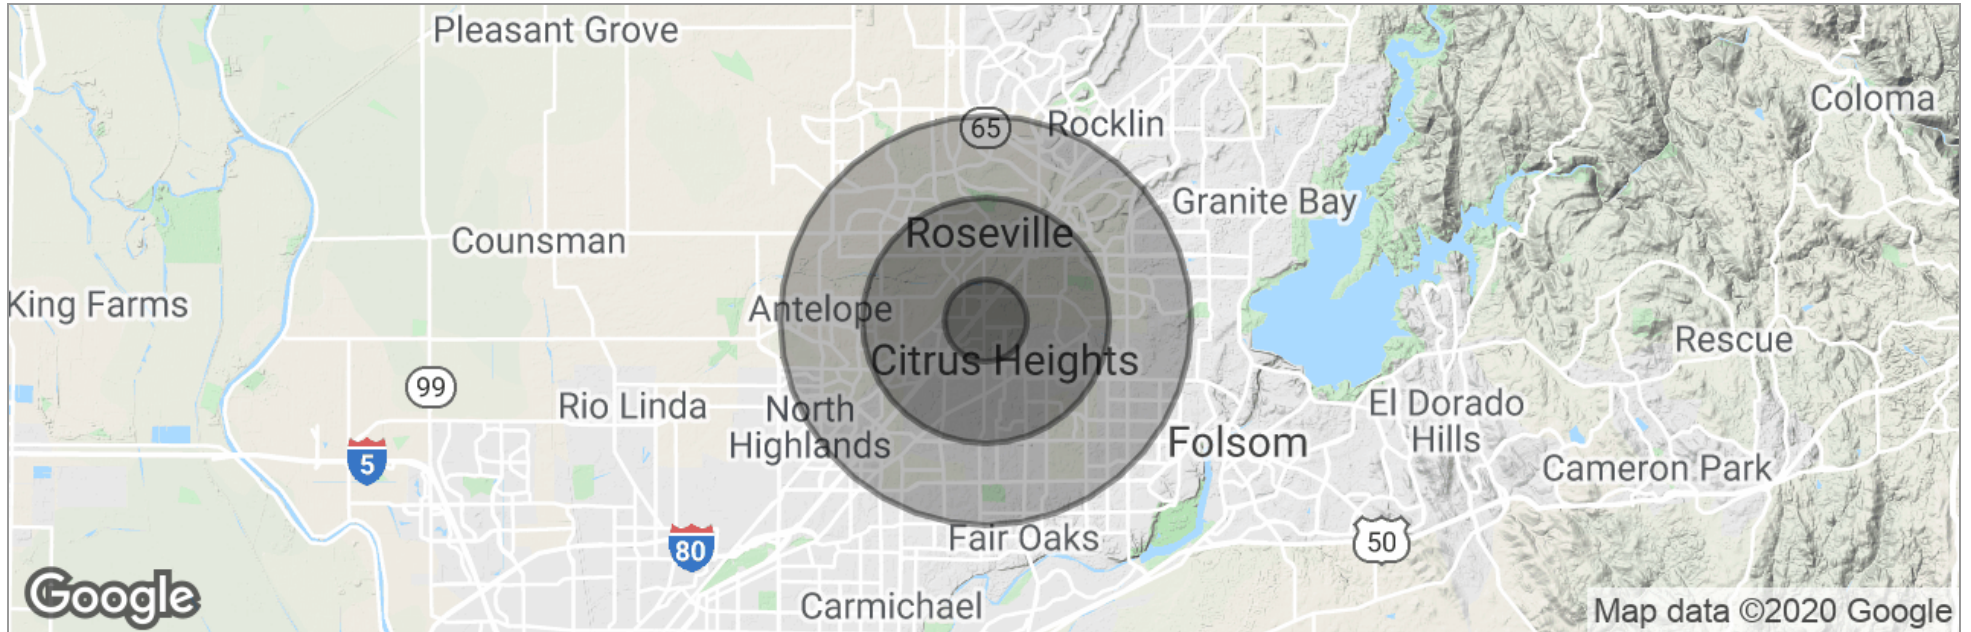 Pleasant Grove
Coloma
65
Rocklin
Granite Bay
Roseville
Counsman
King Farms
Antelope
Rescue
Citrus Heights
99
Rio Linda
North
Highlands
El Dorado
Hills
Folsom
5
Cameron Park
80
Fair Oaks
50
Google
Carmichael
Map data ©2020 Google